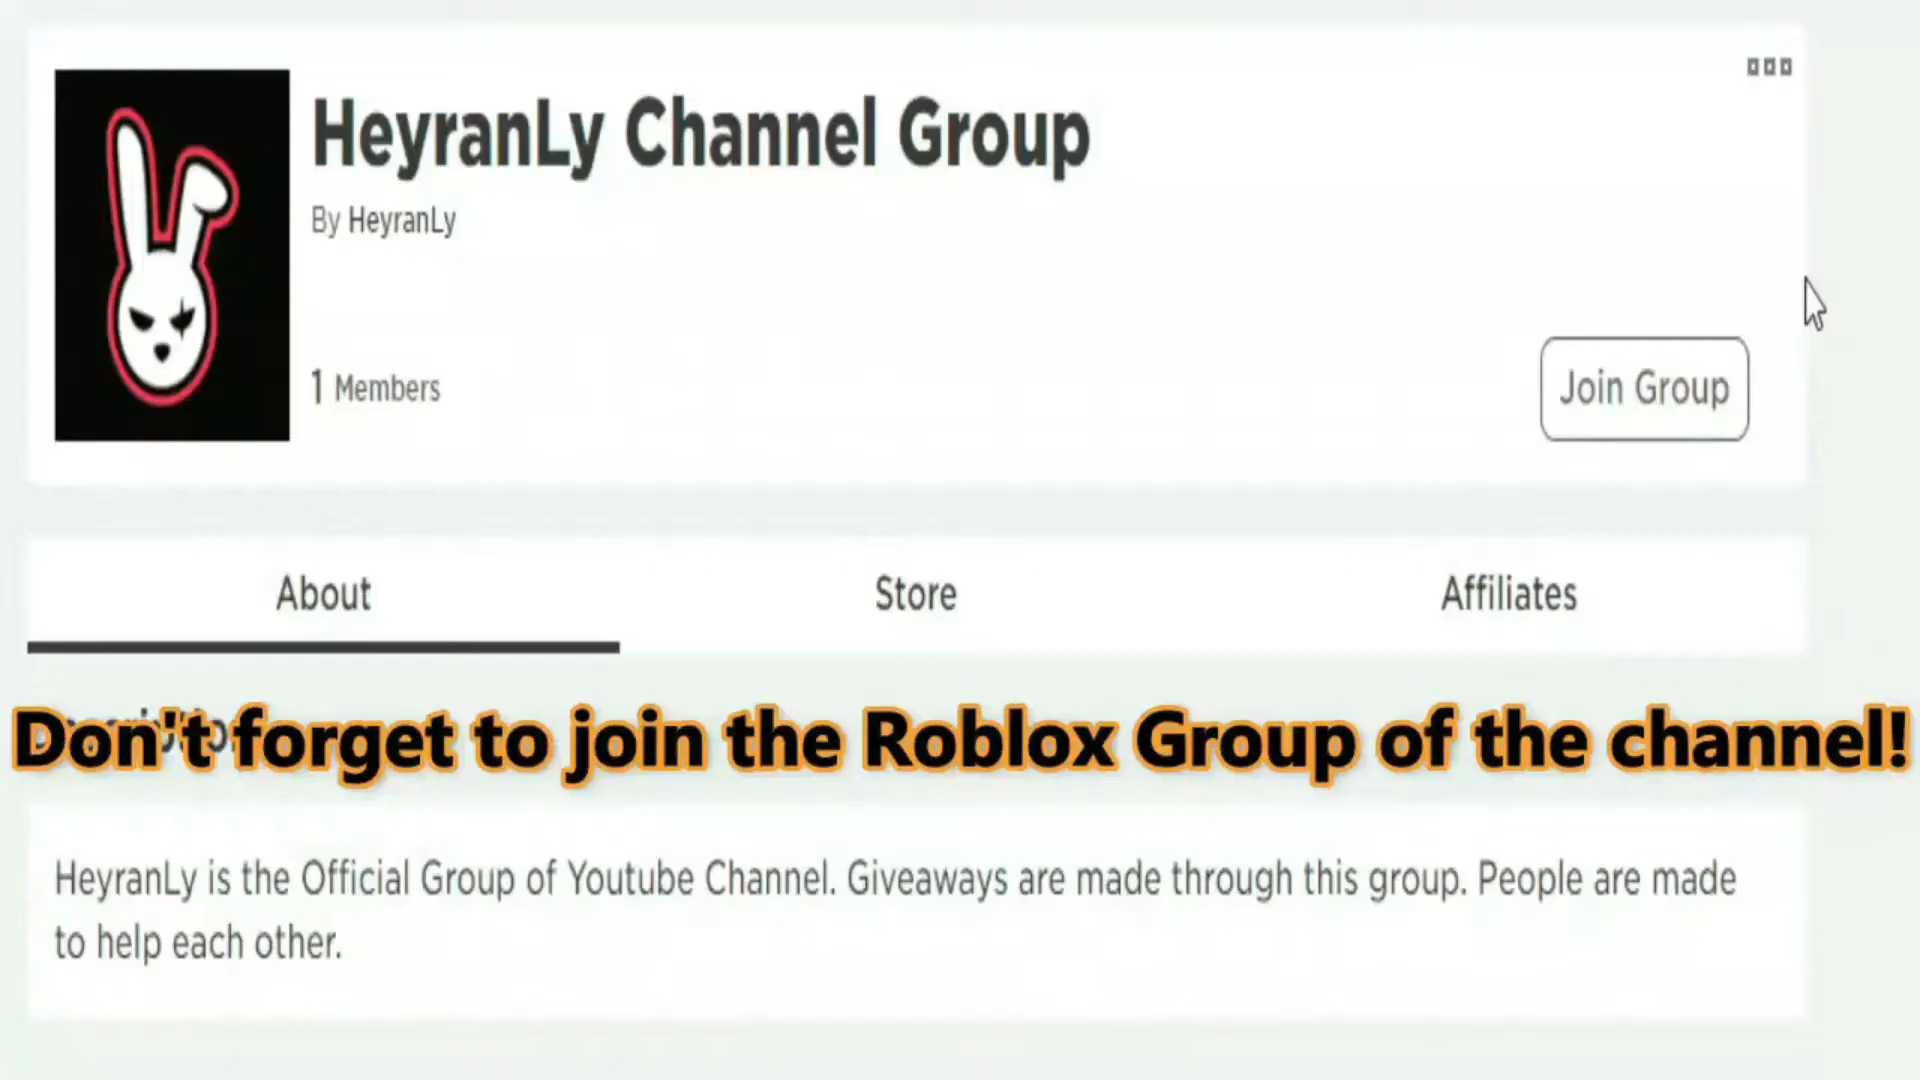 HeyranLy Channel Group
By HeyranLy
1 Members
Join Group
About
Store
Affiliates
Don't forget to join the Roblox Group of the channel!
HeyranLy is the Official Group of Youtube Channel. Giveaways are made through this group. People are made
to help each other.